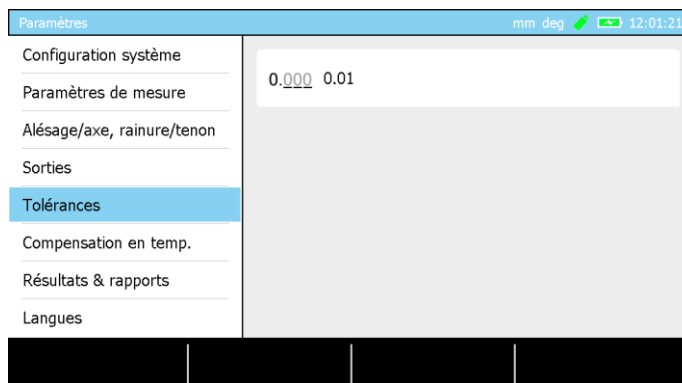 Paramètres mm deg 12:01:21
Configuration système
0.000 0.01
Paramètres de mesure
Alésage/axe, rainure/tenon
Sorties
Tolérances
Compensation en temp.
Résultats & rapports
Langues